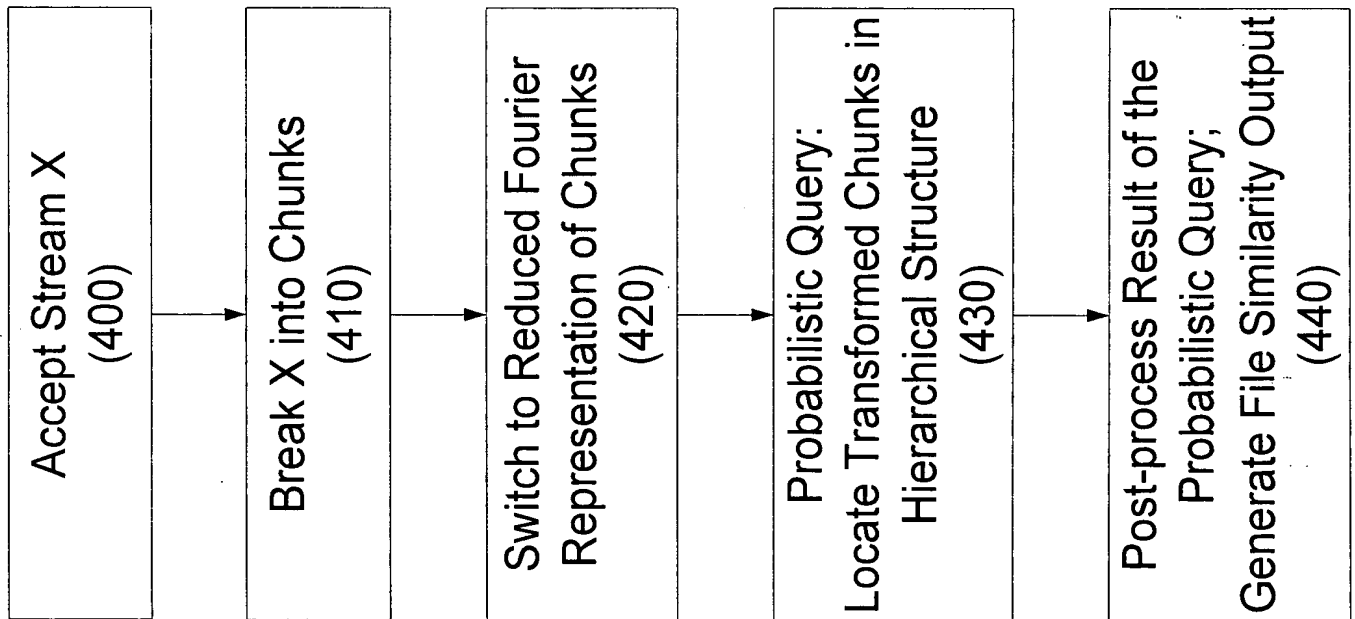 Accept Stream X
(400)
Break X into Chunks
(410)
Switch to Reduced Fourier
Representation of Chunks
(420)
Probabilistic Query:
Locate Transformed Chunks in
Hierarchical Structure
(430)
Post-process Result of the
Probabilistic Query;
Generate File Similarity Output
(440)